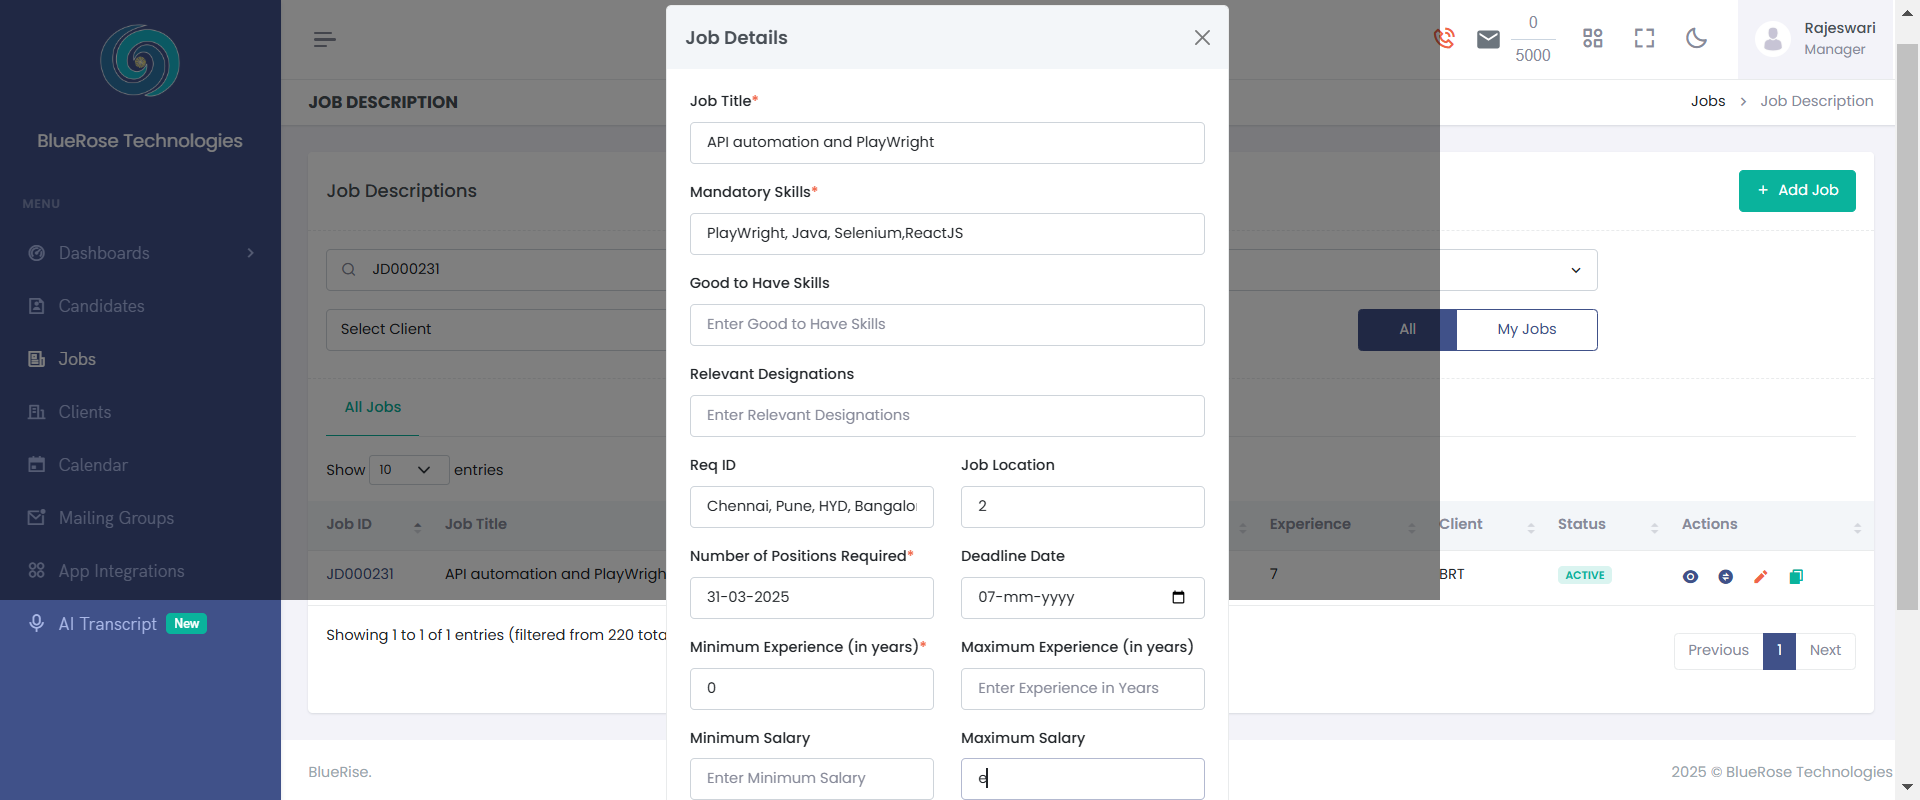 BlueRose Technologies
MENU
Dashboards
Candidates
Jobs
Clients
Calendar
Mailing Groups
App Integrations
AI Transcript New
0
5000
Rajeswari
Manager
JOB DESCRIPTION
Jobs > Job Description
Job Descriptions
+ Add Job
JD000231
Select Client
All
My Jobs
All Jobs
Show 10 entries
Job ID
Job Title
Experience
Client
Status
Actions
JD000231
API automation and PlayWrigh
7
BRT
ACTIVE
Showing 1 to 1 of 1 entries (filtered from 220 tota
Previous 1 Next
BlueRise.
2025 © BlueRose Technologies
Job Details
Job Title*
API automation and PlayWright
Mandatory Skills*
PlayWright, Java, Selenium,ReactJS
Good to Have Skills
Enter Good to Have Skills
Relevant Designations
Enter Relevant Designations
Req ID
Job Location
Chennai, Pune, HYD, Bangalo
2
Number of Positions Required*
Deadline Date
31-03-2025
07-mm-yyyy
Minimum Experience (in years)*
Maximum Experience (in years)
0
Enter Experience in Years
Minimum Salary
Maximum Salary
Enter Minimum Salary
e